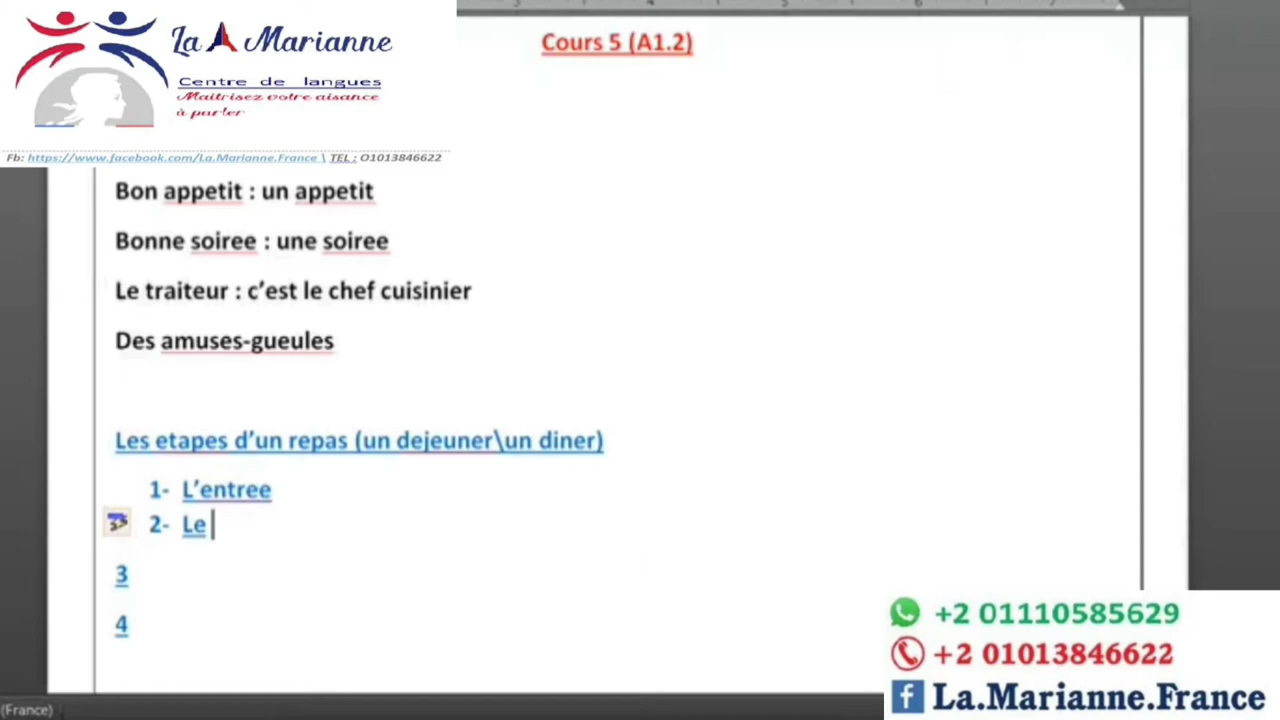 La Marianne
Centre de langues
Maitrisez votre aisance
à parler
Fb: https://www.facebook.com/La.Marianne.France \ TEL : O1013846622
Cours 5 (A1.2)
Bon appetit : un appetit
Bonne soiree : une soiree
Le traiteur : c’est le chef cuisinier
Des amuses-gueules
Les etapes d’un repas (un dejeuner\un diner)
1- L’entree
2- Le
3
4
+2 01110585629
+2 01013846622
La.Marianne.France
(France)